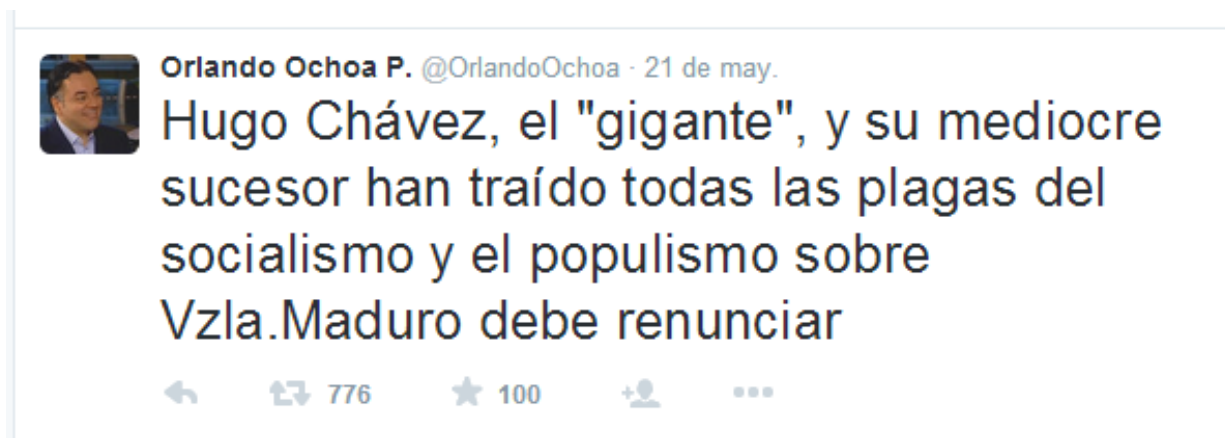 Orlando Ochoa P. @OrlandoOchoa · 21 de may.
Hugo Chávez, el "gigante", y su mediocre
sucesor han traído todas las plagas del
socialismo y el populismo sobre
Vzla.Maduro debe renunciar
776 100